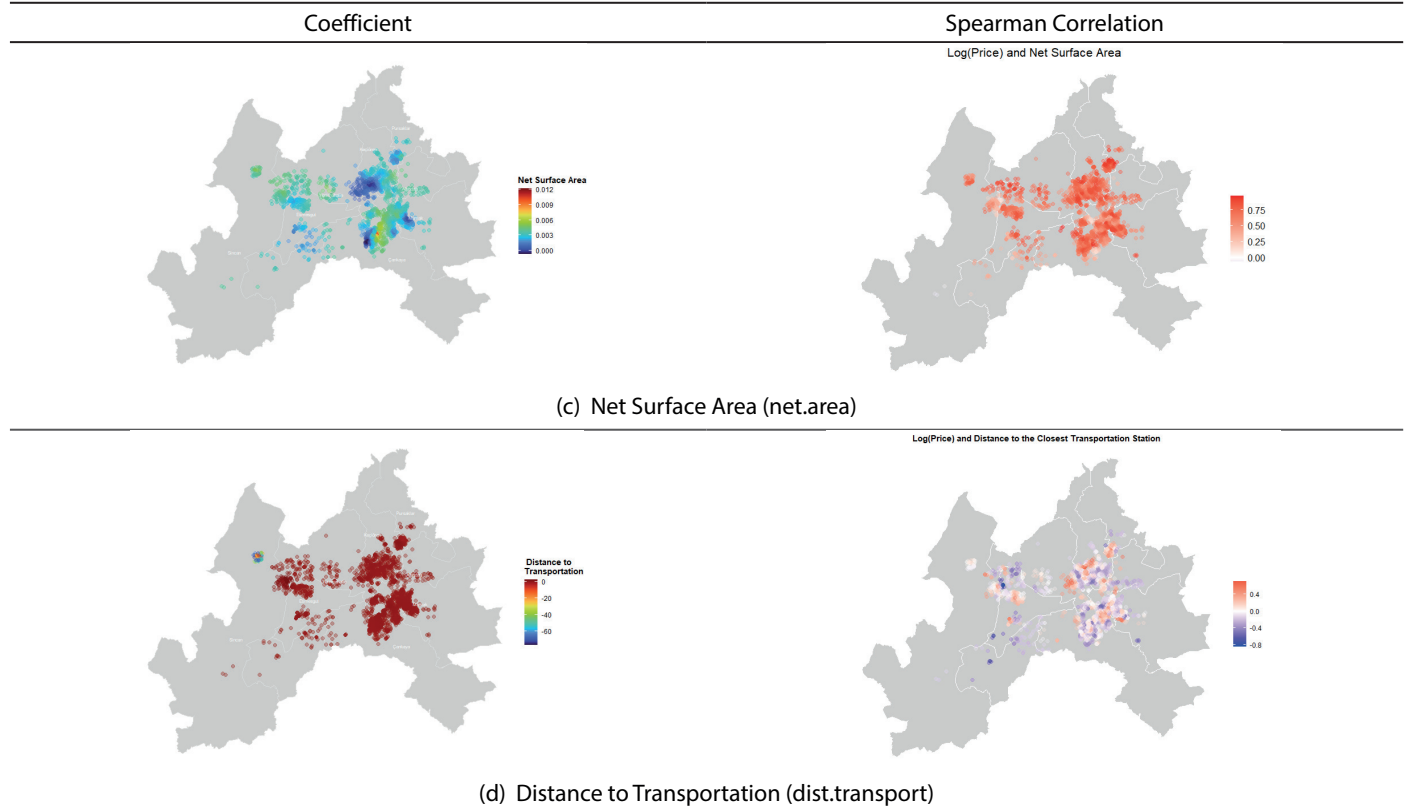 Coefficient
Spearman Correlation
Log(Price) and Net Surface Area
Net Surface Area
0.012
0.009
0.006
0.003
0.000
0.75
0.50
0.25
0.00
(c) Net Surface Area (net.area)
Log(Price) and Distance to the Closest Transportation Station
Distance to
Transportation
0
-20
-40
-60
0.4
0.0
-0.4
-0.8
(d) Distance to Transportation (dist.transport)